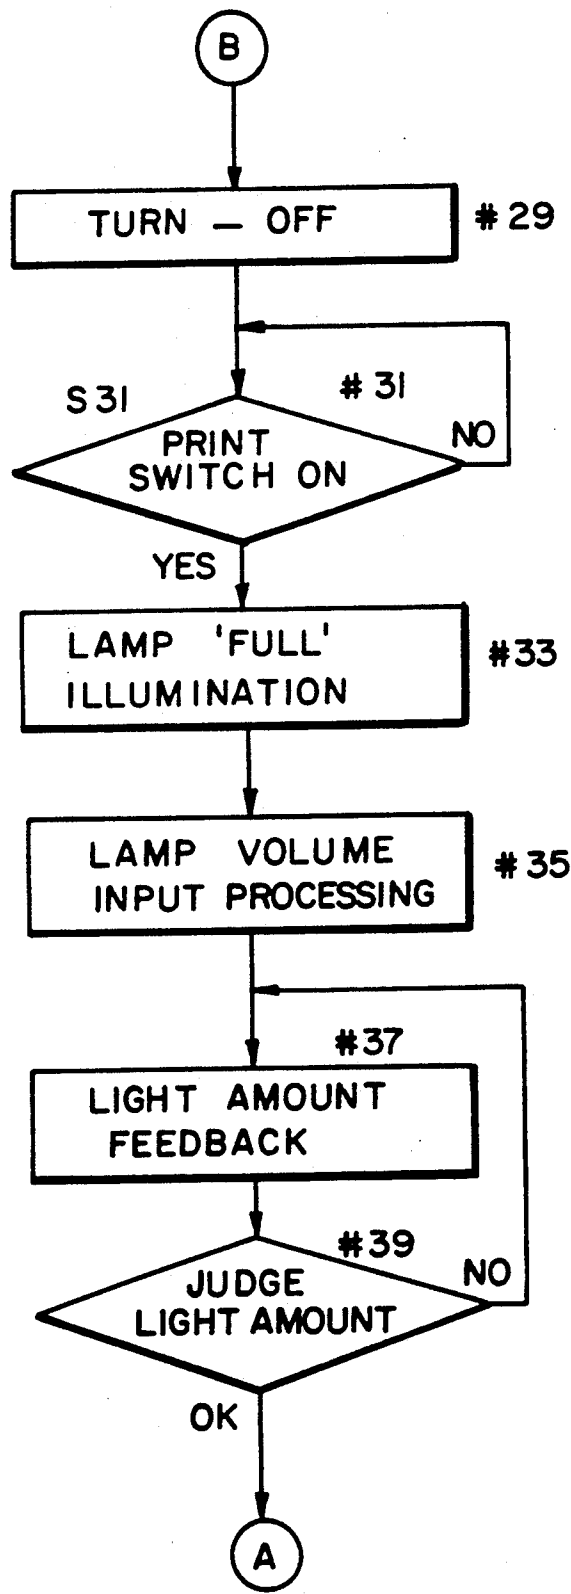 B
TURN — OFF
#29
S31
#31
PRINT
SWITCH ON
NO
YES
LAMP 'FULL'
ILLUMINATION
#33
LAMP VOLUME
INPUT PROCESSING
#35
#37
LIGHT AMOUNT
FEEDBACK
#39
JUDGE
LIGHT AMOUNT
NO
OK
A